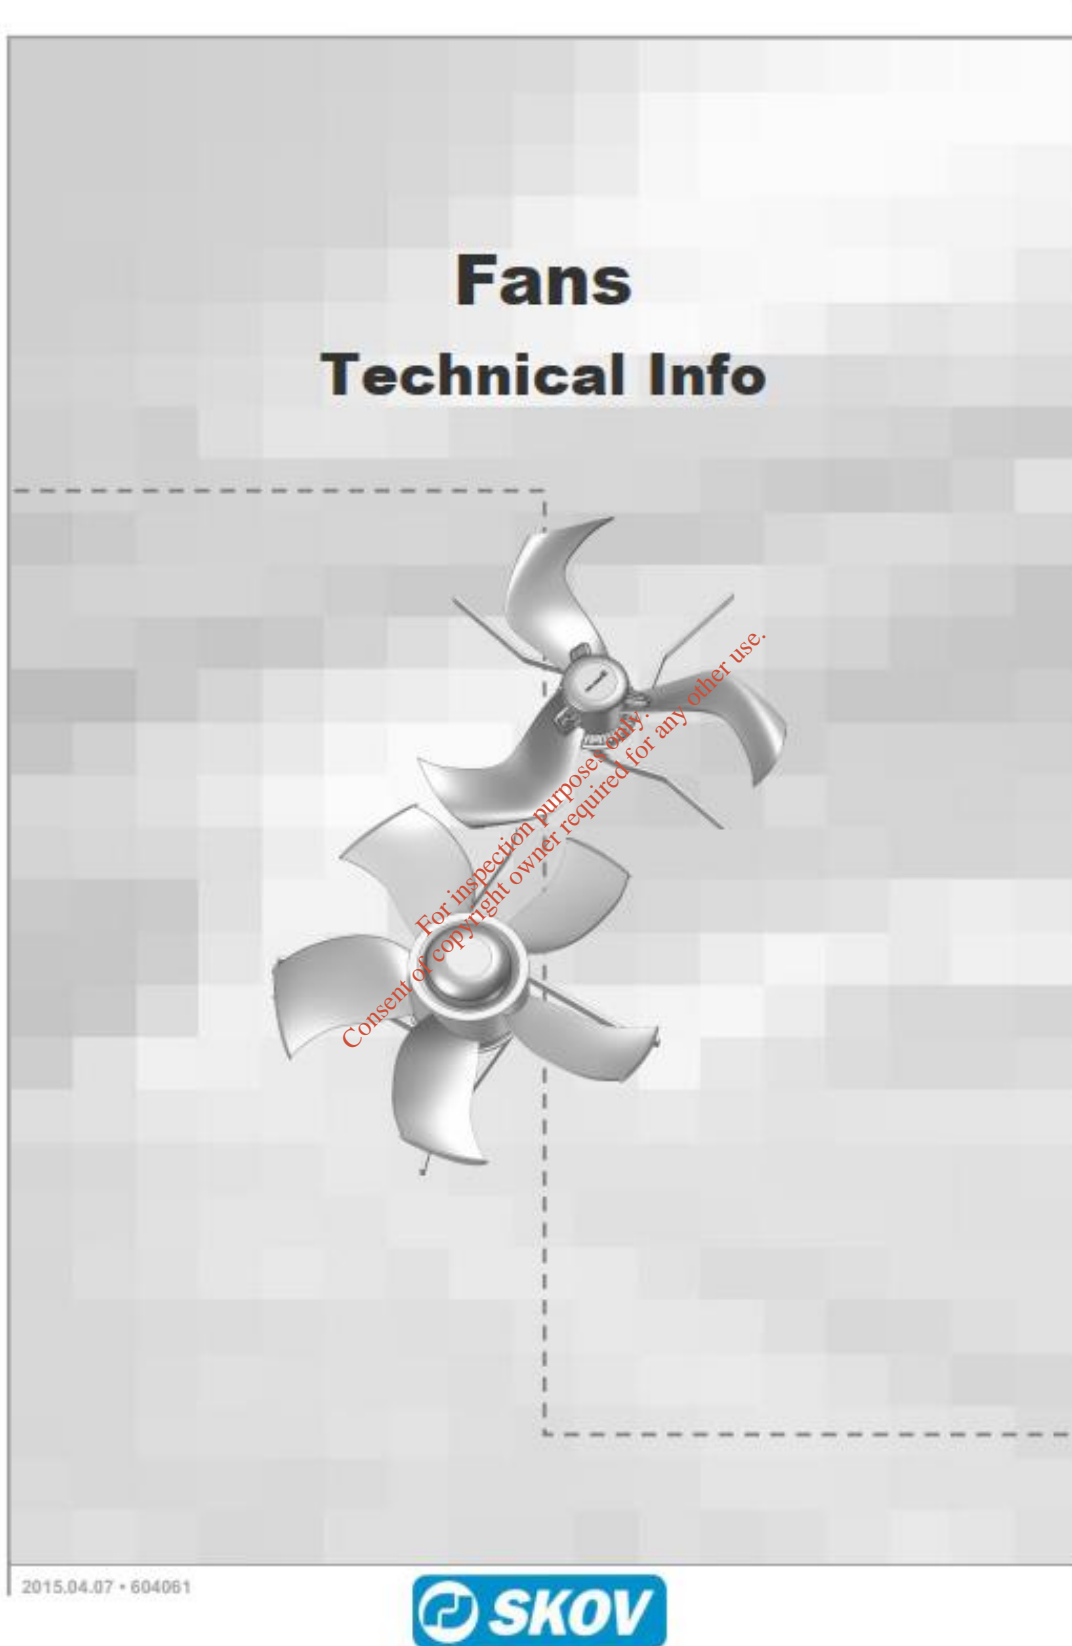 Fans
Technical Info
For inspection purposes only.
Consent of copyright owner required for any other use.
2015.04.07 • 604061
SKOV